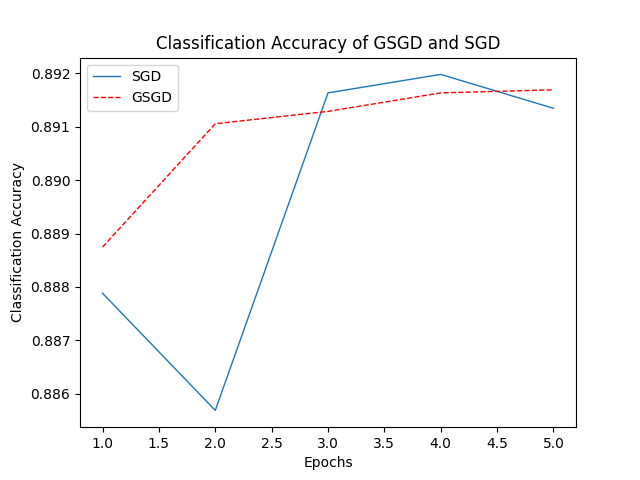 Classification Accuracy of GSGD and SGD
SGD
GSGD
Classification Accuracy
0.892
0.891
0.890
0.889
0.888
0.887
0.886
1.0 1.5 2.0 2.5 3.0 3.5 4.0 4.5 5.0
Epochs